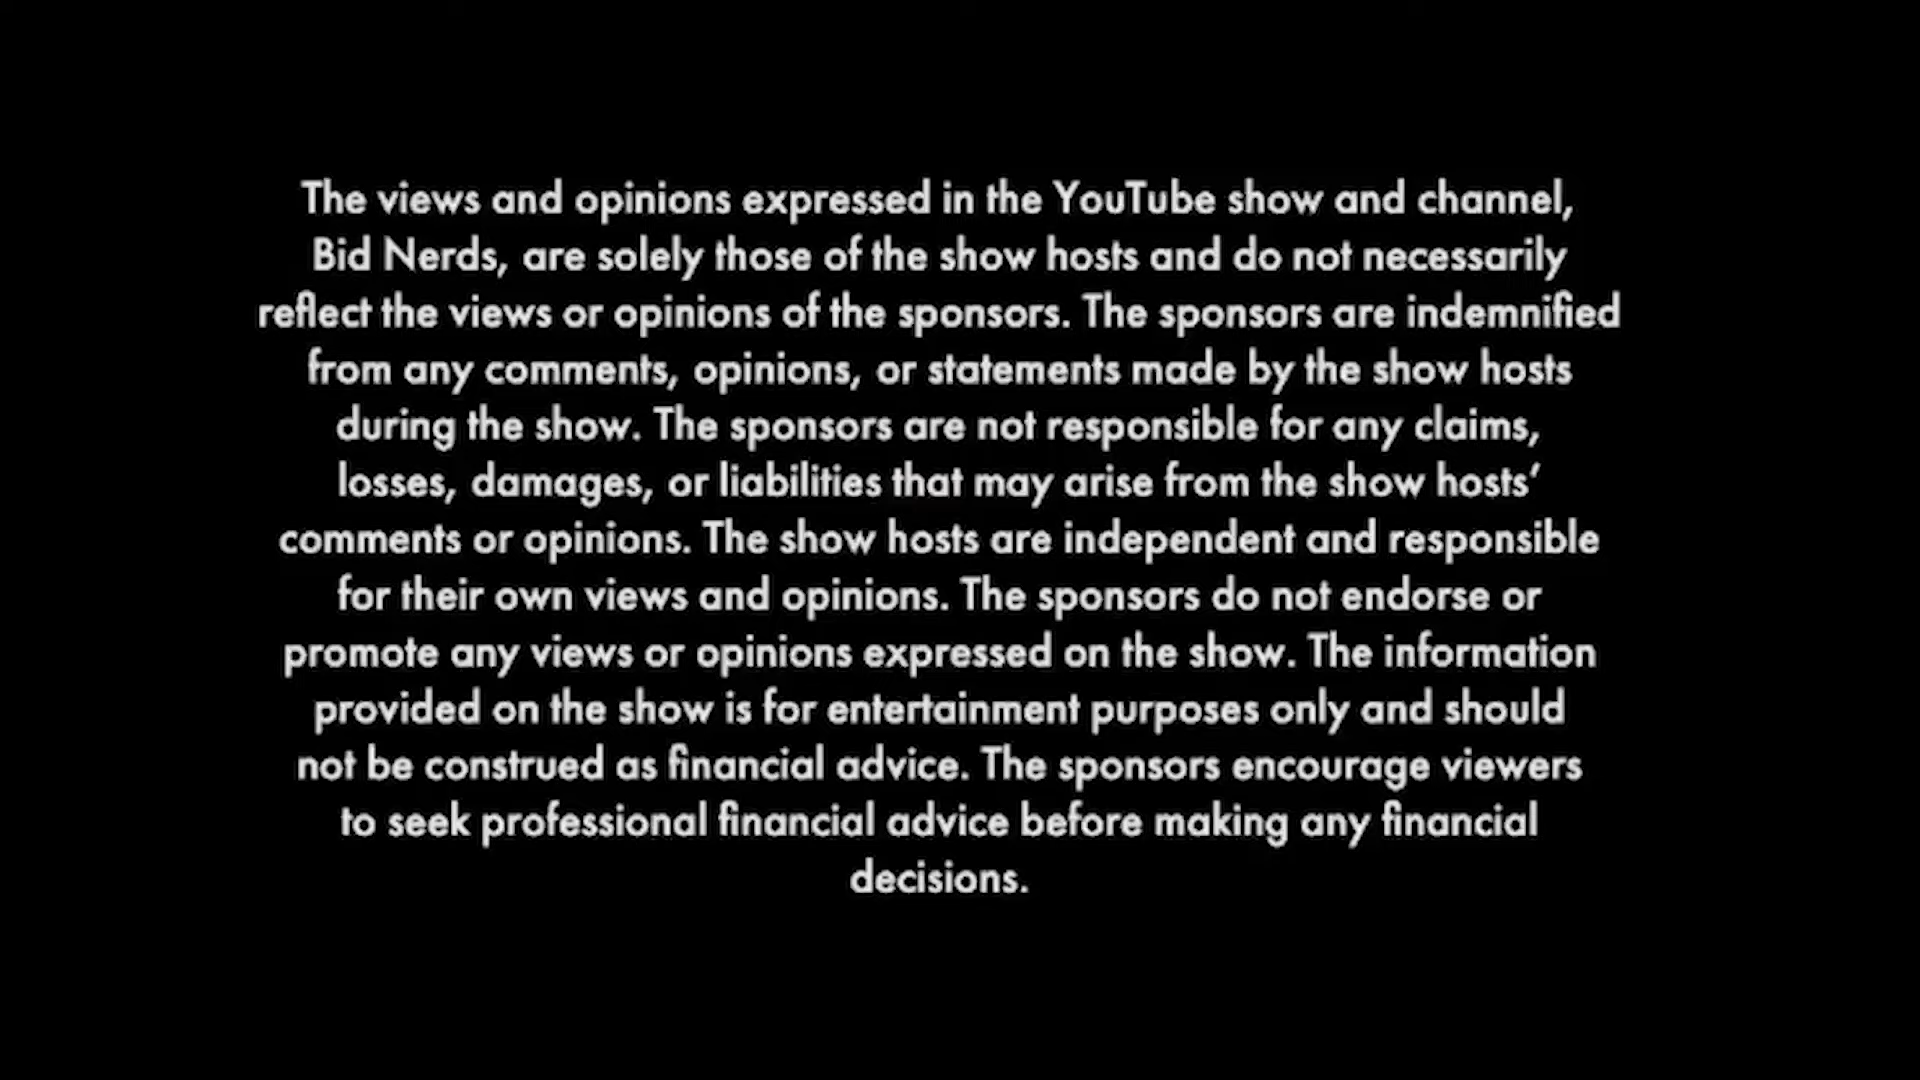 The views and opinions expressed in the YouTube show and channel,
Bid Nerds, are solely those of the show hosts and do not necessarily
reflect the views or opinions of the sponsors. The sponsors are indemnified
from any comments, opinions, or statements made by the show hosts
during the show. The sponsors are not responsible for any claims,
losses, damages, or liabilities that may arise from the show hosts’
comments or opinions. The show hosts are independent and responsible
for their own views and opinions. The sponsors do not endorse or
promote any views or opinions expressed on the show. The information
provided on the show is for entertainment purposes only and should
not be construed as financial advice. The sponsors encourage viewers
to seek professional financial advice before making any financial
decisions.